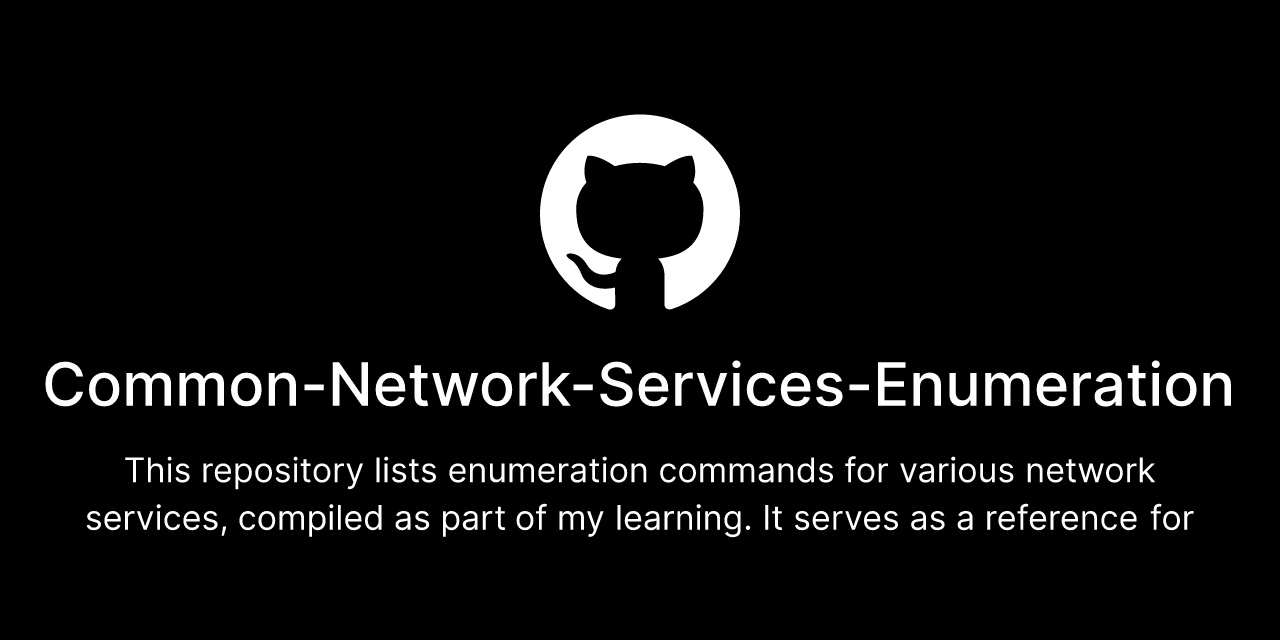 Common-Network-Services-Enumeration
This repository lists enumeration commands for various network
services, compiled as part of my learning. It serves as a reference for